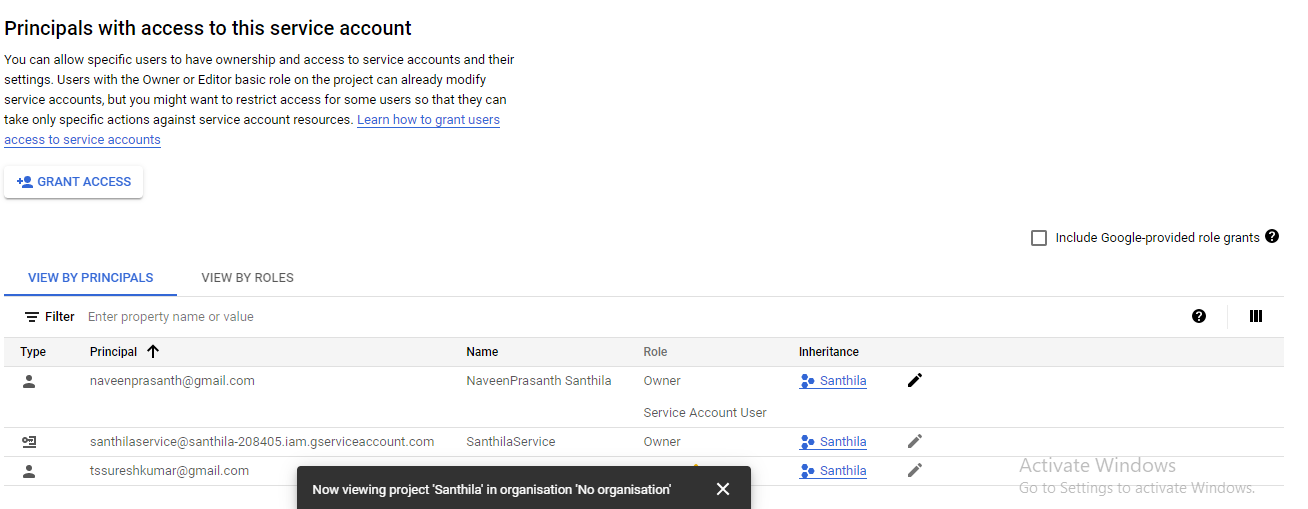 Principals with access to this service account
You can allow specific users to have ownership and access to service accounts and their
settings. Users with the Owner or Editor basic role on the project can already modify
service accounts, but you might want to restrict access for some users so that they can
take only specific actions against service account resources. Learn how to grant users
access to service accounts
GRANT ACCESS
Include Google-provided role grants
VIEW BY PRINCIPALS VIEW BY ROLES
Filter Enter property name or value
Type Principal Name Role Inheritance
naveenprasanth@gmail.com NaveenPrasanth Santhila Owner Santhila
Service Account User
santhilaservice@santhila-208405.iam.gserviceaccount.com SanthilaService Owner Santhila
tssureshkumar@gmail.com Santhila
Activate Windows
Go to Settings to activate Windows.
Now viewing project 'Santhila' in organisation 'No organisation'